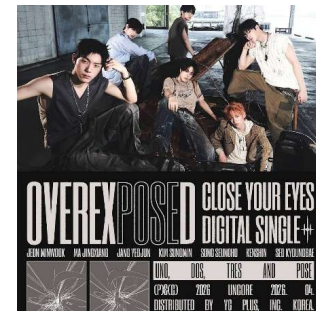 OVEREXPOSED
CLOSE YOUR EYES
DIGITAL SINGLE
JEON MINWOOK MA JINGXIANG JANG YEOJUN KIM SUNGMIN SONG SEUNGHO KENSHIN SEO KYOUNGBAE
UNO, DOS, TRES AND POSE
(P)&(C) 2026 UNCORE 2026. 04.
DISTRIBUTED BY YG PLUS, INC. KOREA.